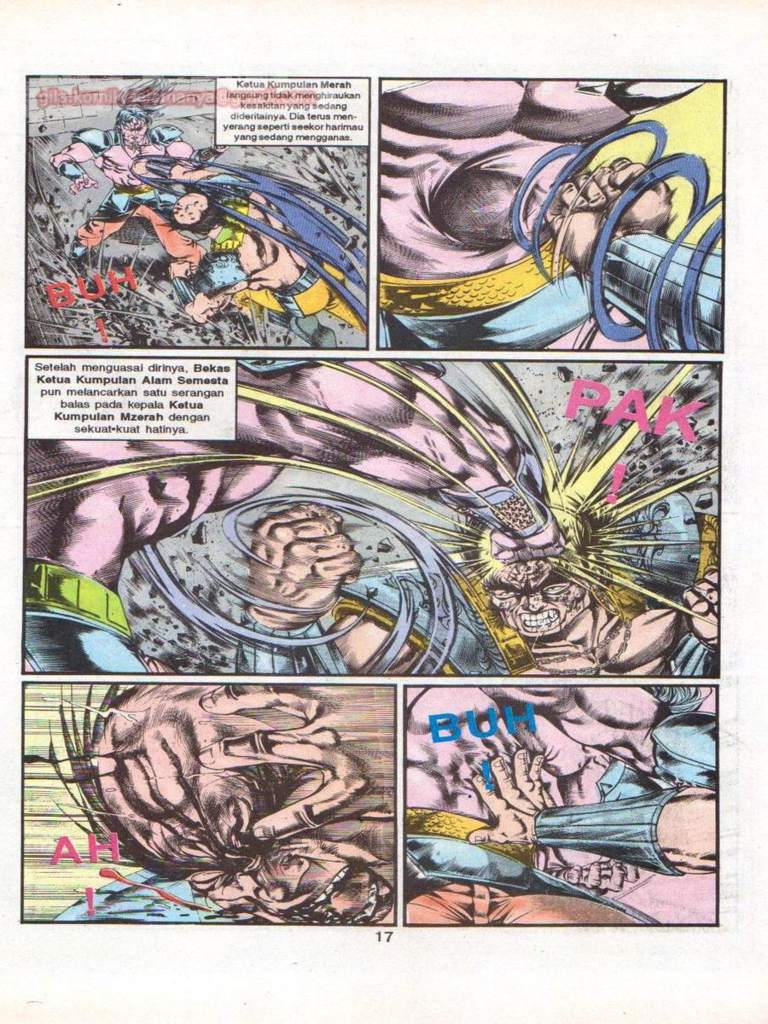 Ketua Kumpulan Merah
langsung tidak menghiraukan
kesakitan yang sedang
dideritainya. Dia terus men-
yerang seperti seekor harimau
yang sedang mengganas.
BUH
!
Setelah menguasai dirinya, Bekas
Ketua Kumpulan Alam Semesta
pun melancarkan satu serangan
balas pada kepala Ketua
Kumpulan Mzerah dengan
sekuat-kuat hatinya.
PAK
!
AH
!
BUH
!
17